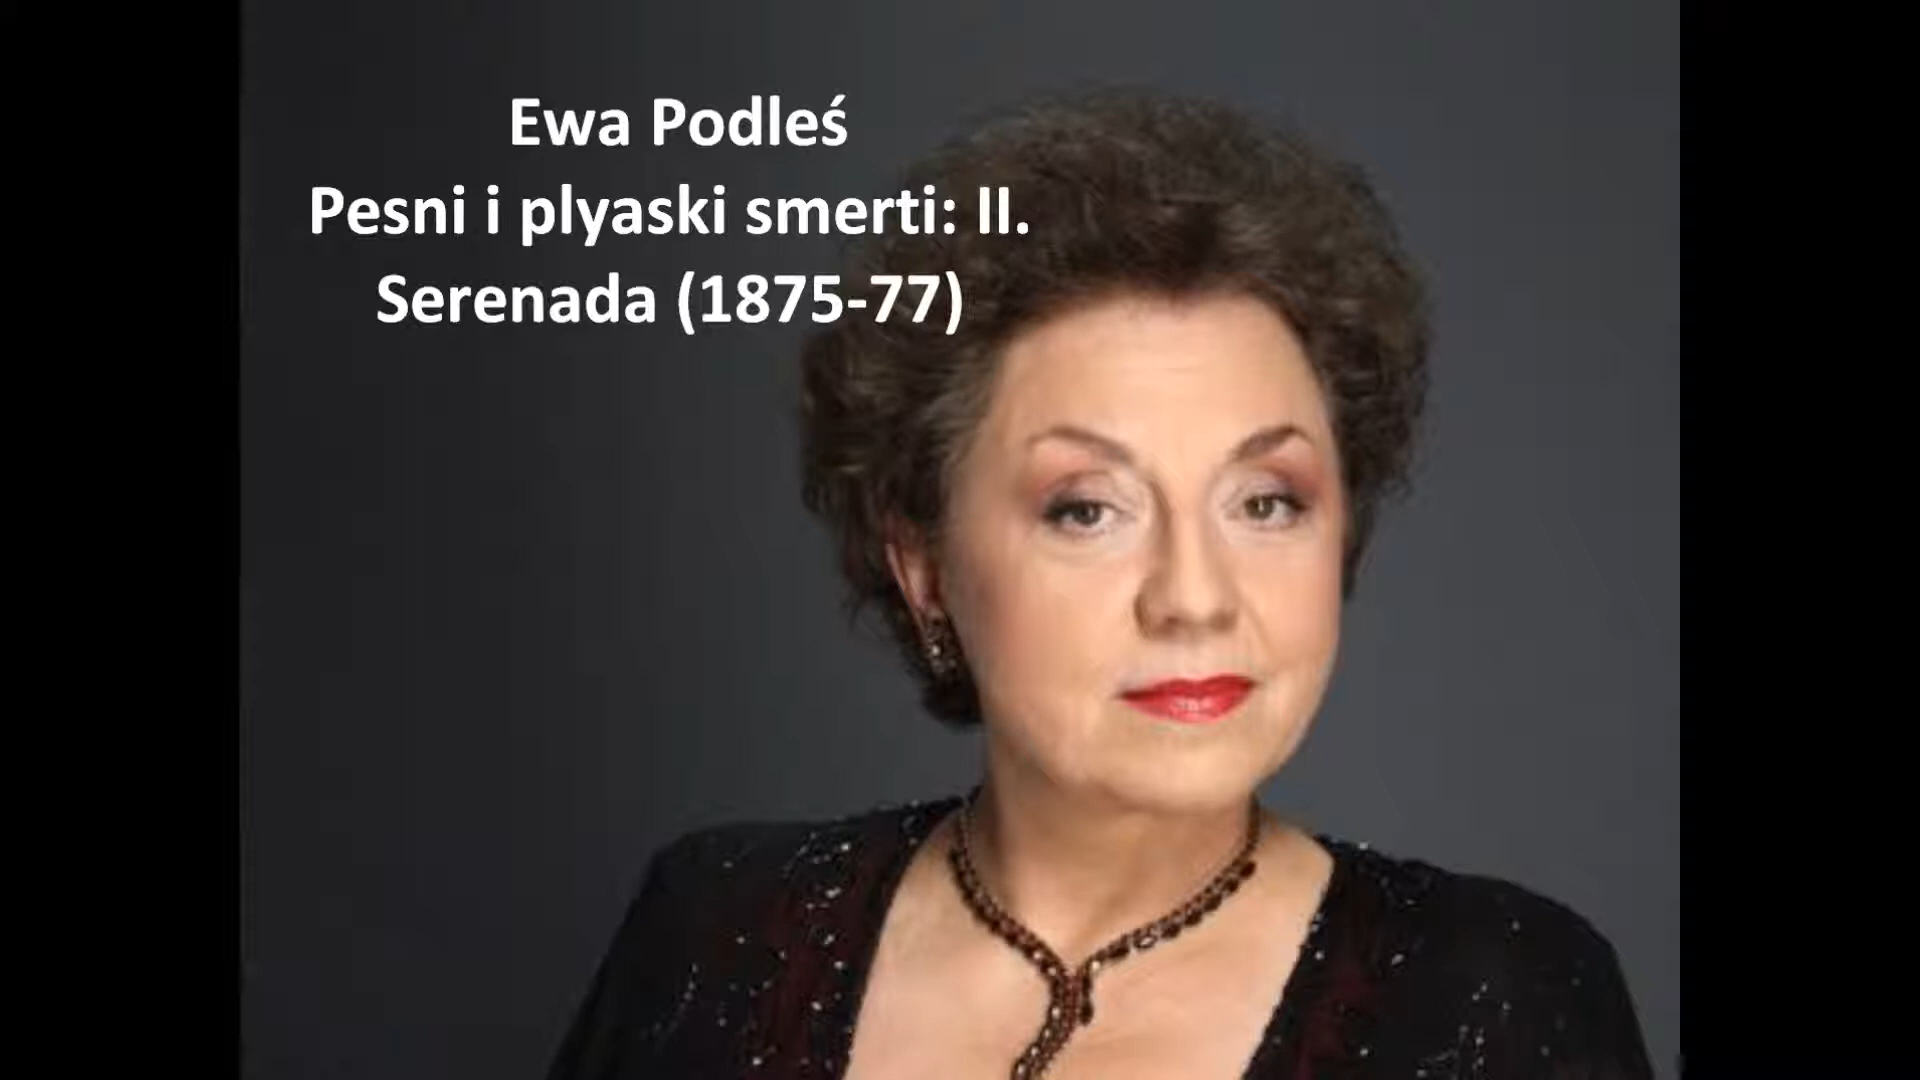 Ewa Podleś
Pesni i plyaski smerti: II.
Serenada (1875-77)